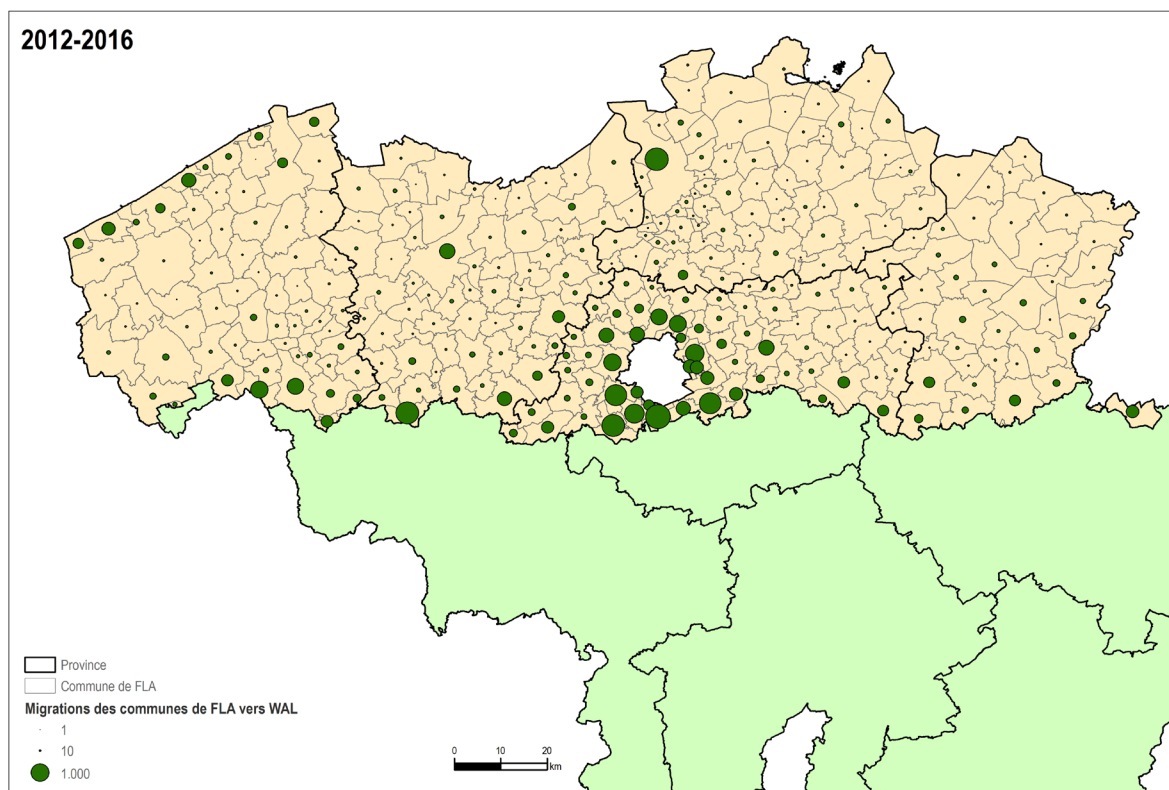 2012-2016
Province
Commune de FLA
Migrations des communes de FLA vers WAL
1
10
1.000
0 10 20
km